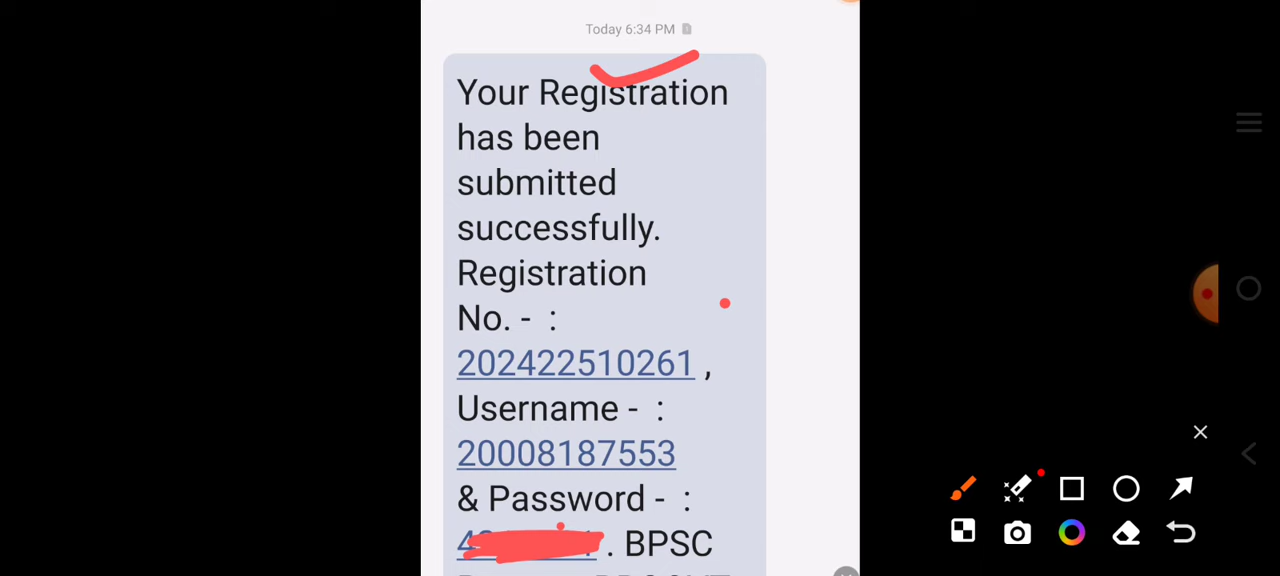 Today 6:34 PM
Your Registration
has been
submitted
successfully.
Registration
No. - :
202422510261 ,
Username - :
20008187553
& Password - :
. BPSC